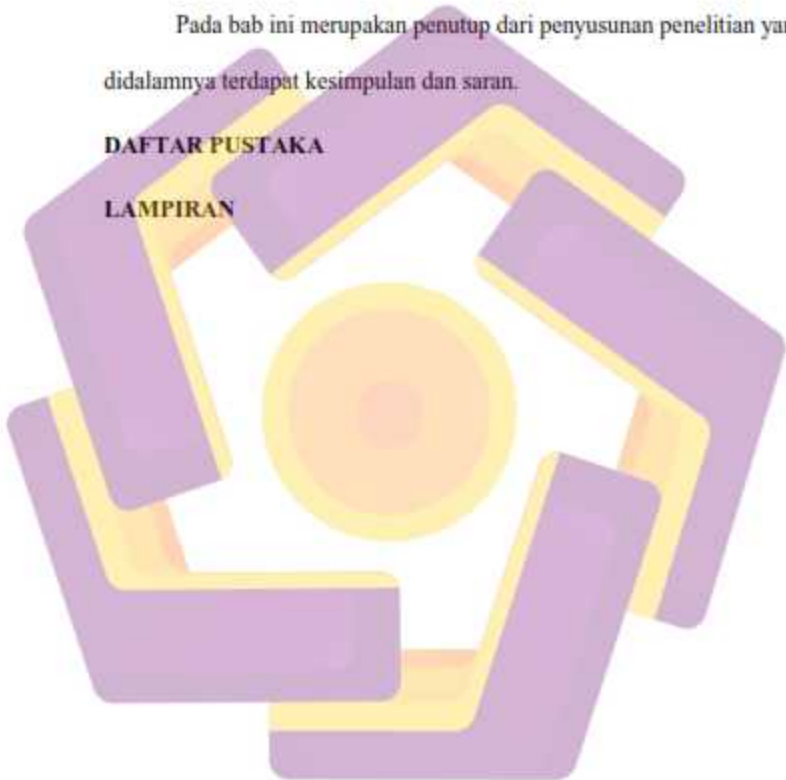 Pada bab ini merupakan penutup dari penyusunan penelitian
didalamnya terdapat kesimpulan dan saran.
DAFTAR PUSTAKA
LAMPIRAN